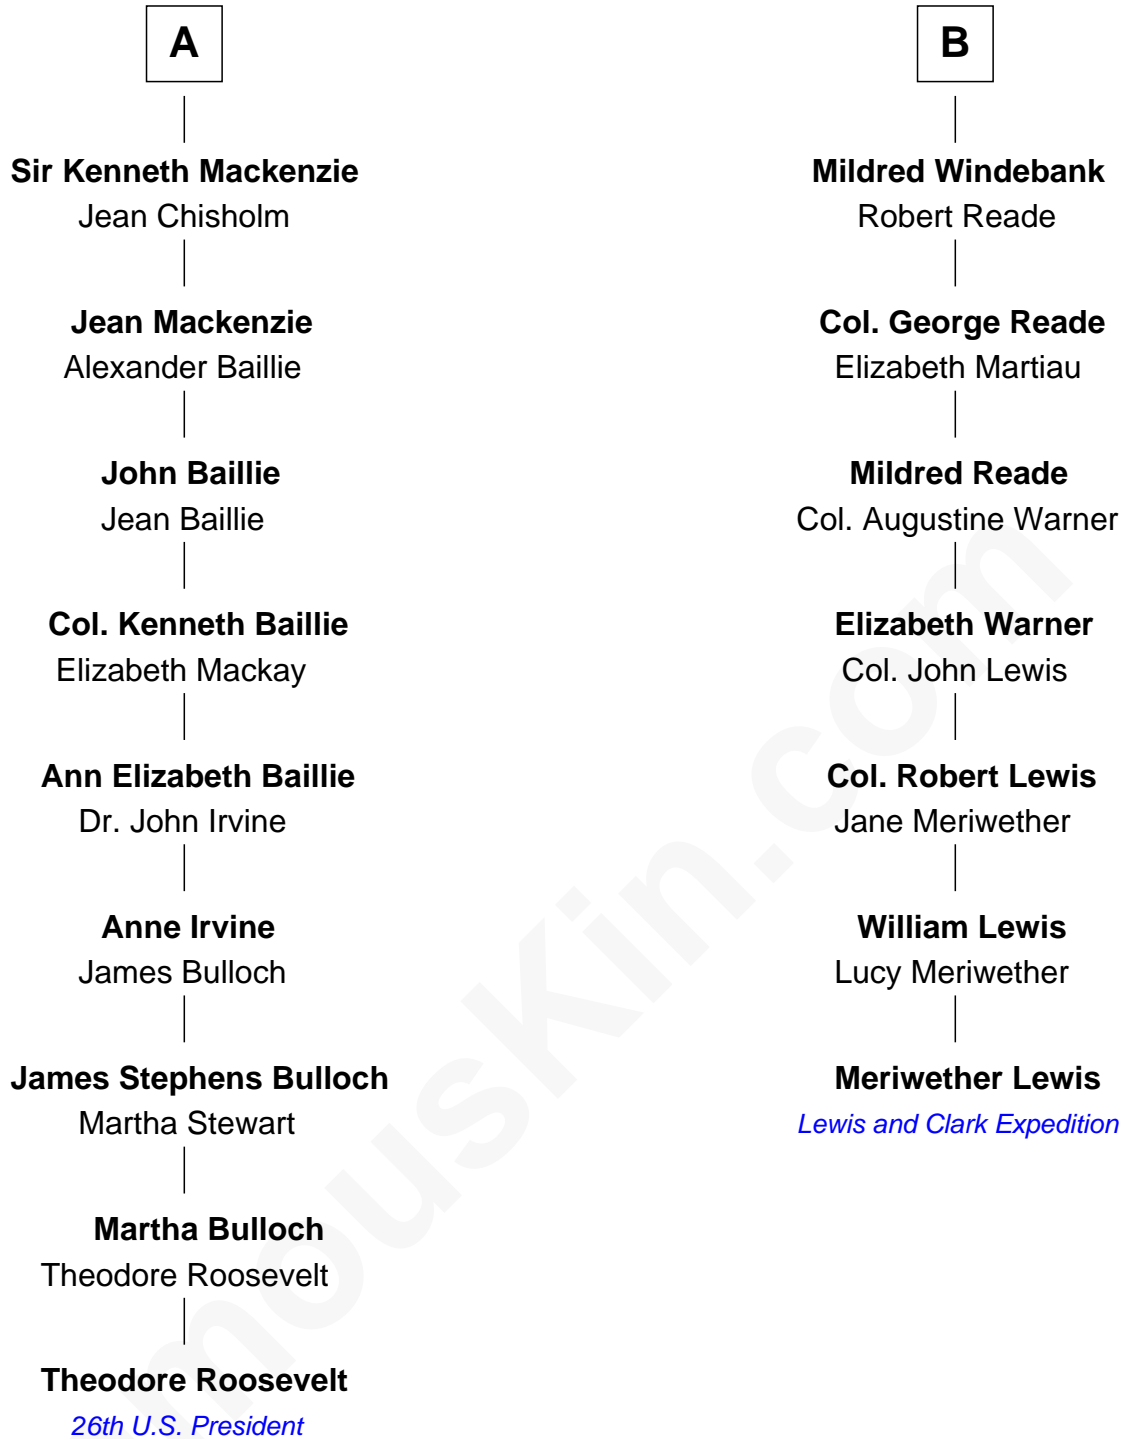 A
Sir Kenneth Mackenzie
Jean Chisholm
Jean Mackenzie
Alexander Baillie
John Baillie
Jean Baillie
Col. Kenneth Baillie
Elizabeth Mackay
Ann Elizabeth Baillie
Dr. John Irvine
Anne Irvine
James Bulloch
James Stephens Bulloch
Martha Stewart
Martha Bulloch
Theodore Roosevelt
Theodore Roosevelt
26th U.S. President
B
Mildred Windebank
Robert Reade
Col. George Reade
Elizabeth Martiau
Mildred Reade
Col. Augustine Warner
Elizabeth Warner
Col. John Lewis
Col. Robert Lewis
Jane Meriwether
William Lewis
Lucy Meriwether
Meriwether Lewis
Lewis and Clark Expedition
mousKin.com